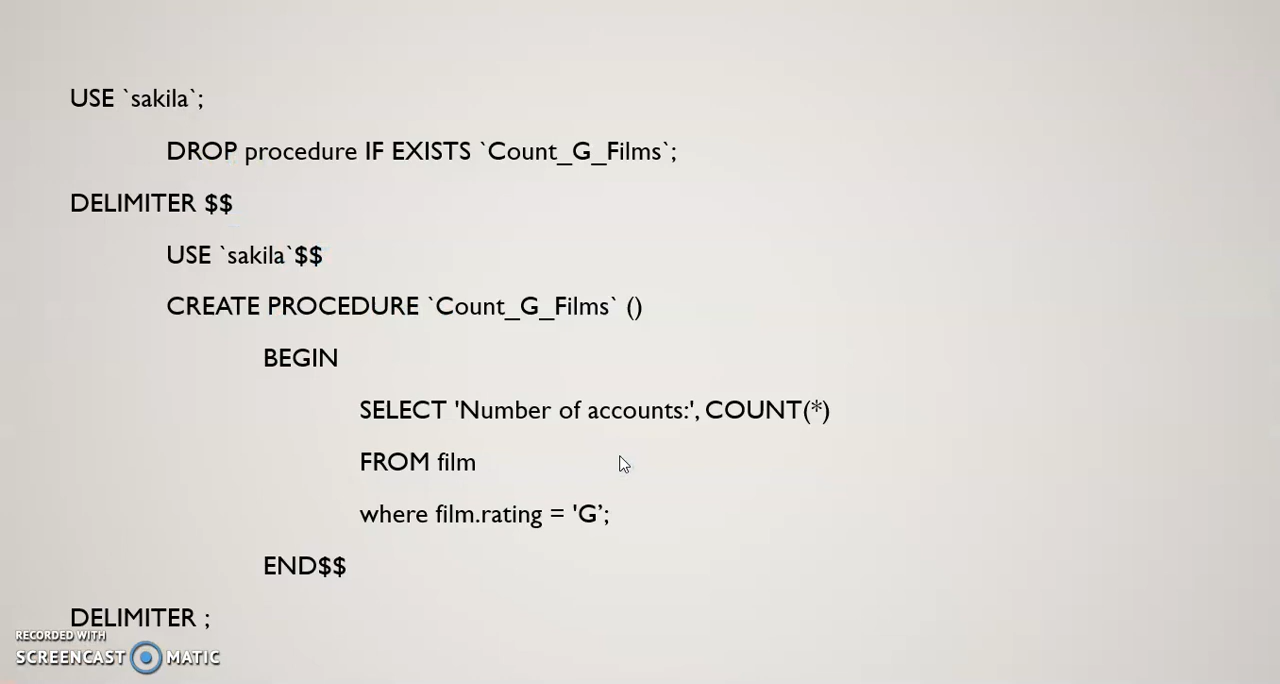 USE `sakila`;
DROP procedure IF EXISTS `Count_G_Films`;
DELIMITER $$
USE `sakila`$$
CREATE PROCEDURE `Count_G_Films` ()
BEGIN
SELECT 'Number of accounts:', COUNT(*)
FROM film
where film.rating = 'G’;
END$$
DELIMITER ;
RECORDED WITH
SCREENCAST MATIC